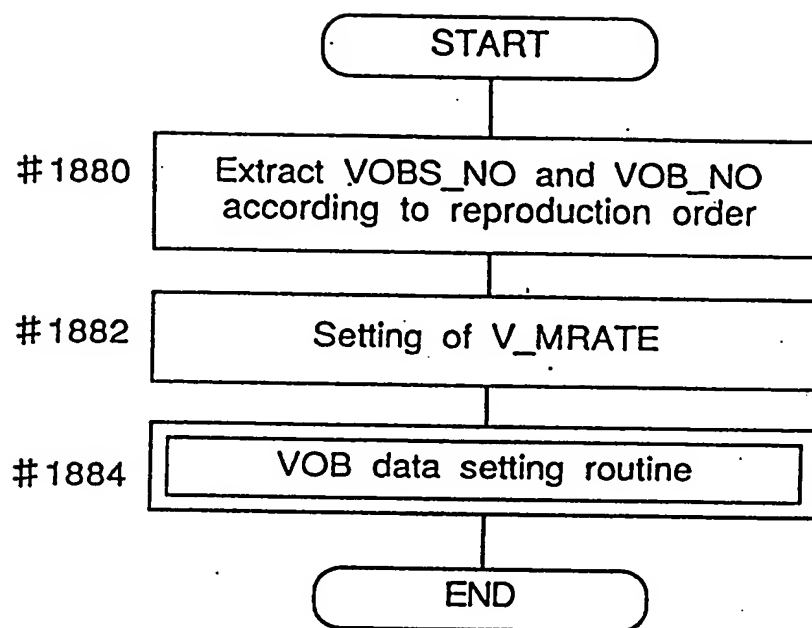 START
#1880
Extract VOBS_NO and VOB_NO
according to reproduction order
#1882
Setting of V_MRATE
#1884
VOB data setting routine
END